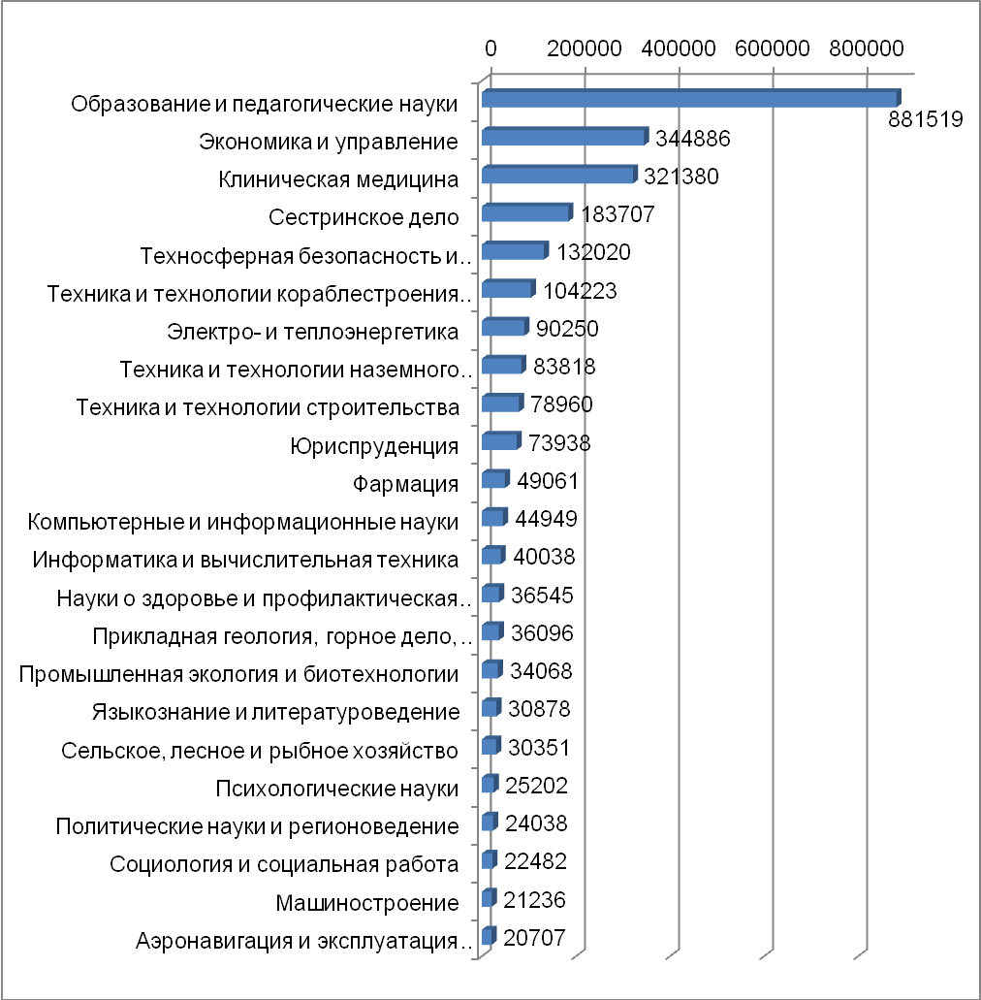 0 200000 400000 600000 800000
Образование и педагогические науки 881519
Экономика и управление 344886
Клиническая медицина 321380
Сестринское дело 183707
Техносферная безопасность и.. 132020
Техника и технологии кораблестроения.. 104223
Электро- и теплоэнергетика 90250
Техника и технологии наземного.. 83818
Техника и технологии строительства 78960
Юриспруденция 73938
Фармация 49061
Компьютерные и информационные науки 44949
Информатика и вычислительная техника 40038
Науки о здоровье и профилактическая.. 36545
Прикладная геология, горное дело,.. 36096
Промышленная экология и биотехнологии 34068
Языкознание и литературоведение 30878
Сельское, лесное и рыбное хозяйство 30351
Психологические науки 25202
Политические науки и регионоведение 24038
Социология и социальная работа 22482
Машиностроение 21236
Аэронавигация и эксплуатация.. 20707